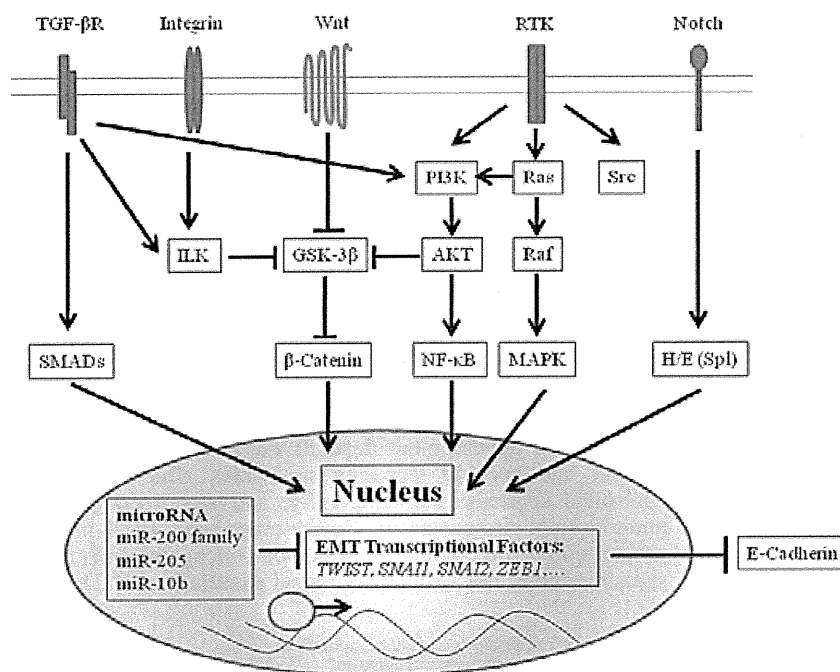 TGF-βR Integrin Wnt RTK Notch
PI3K Ras Src
ILK GSK-3β AKT Raf
SMADs β-Catenin NF-κB MAPK H/E (Spl)
Nucleus
microRNA
miR-200 family
miR-205
miR-10b
EMT Transcriptional Factors:
TWIST, SNAI1, SNAI2, ZEB1,...
E-Cadherin